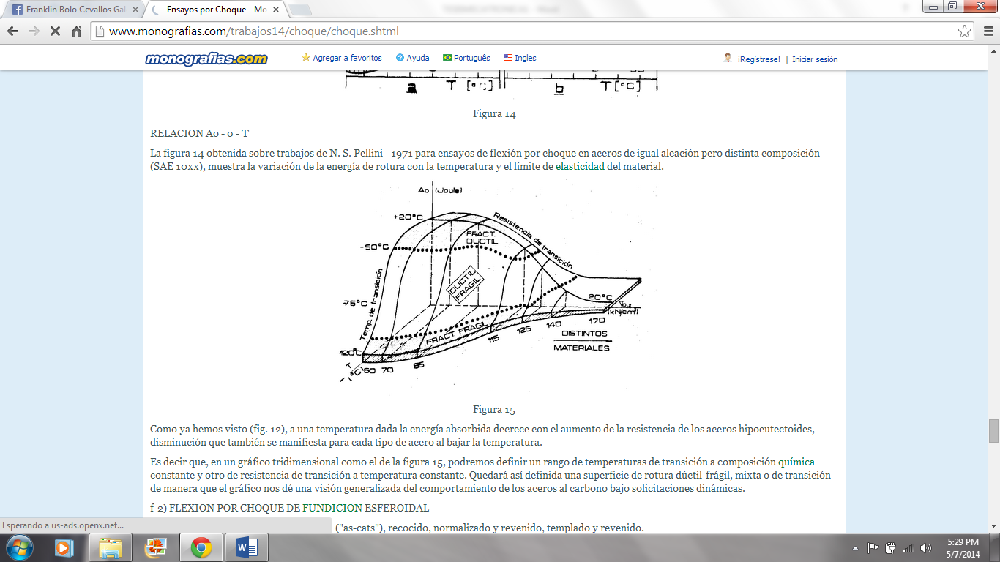 Franklin Bolo Cevallos Gal
Ensayos por Choque - Mo
www.monografias.com/trabajos14/choque/choque.shtml
monografias.com
Agregar a favoritos
Ayuda
Português
Ingles
¡Regístrese! | Iniciar sesión
a T [°C] b T [°C]
Figura 14
RELACION Ao - σ - T
La figura 14 obtenida sobre trabajos de N. S. Pellini - 1971 para ensayos de flexión por choque en aceros de igual aleación pero distinta composición
(SAE 10xx), muestra la variación de la energía de rotura con la temperatura y el límite de elasticidad del material.
Ao (Joule)
+20°C
Resistencia de transición
FRACT.
DUCTIL
-50°C
DUCTIL
FRAGIL
Temp. de transición
-75°C
20°C
(kN/cm²)
FRACT. FRAGIL
115 125 140 170
DISTINTOS
MATERIALES
120°C
T
(°C)
50 70 85
Figura 15
Como ya hemos visto (fig. 12), a una temperatura dada la energía absorbida decrece con el aumento de la resistencia de los aceros hipoeutectoides,
disminución que también se manifiesta para cada tipo de acero al bajar la temperatura.
Es decir que, en un gráfico tridimensional como el de la figura 15, podremos definir un rango de temperaturas de transición a composición química
constante y otro de resistencia de transición a temperatura constante. Quedará así definida una superficie de rotura dúctil-frágil, mixta o de transición
de manera que el gráfico nos dé una visión generalizada del comportamiento de los aceros al carbono bajo solicitaciones dinámicas.
f-2) FLEXION POR CHOQUE DE FUNDICION ESFEROIDAL
("as-cats"), recocido, normalizado y revenido, templado y revenido.
Esperando a us-ads.openx.net...
5:29 PM
5/7/2014